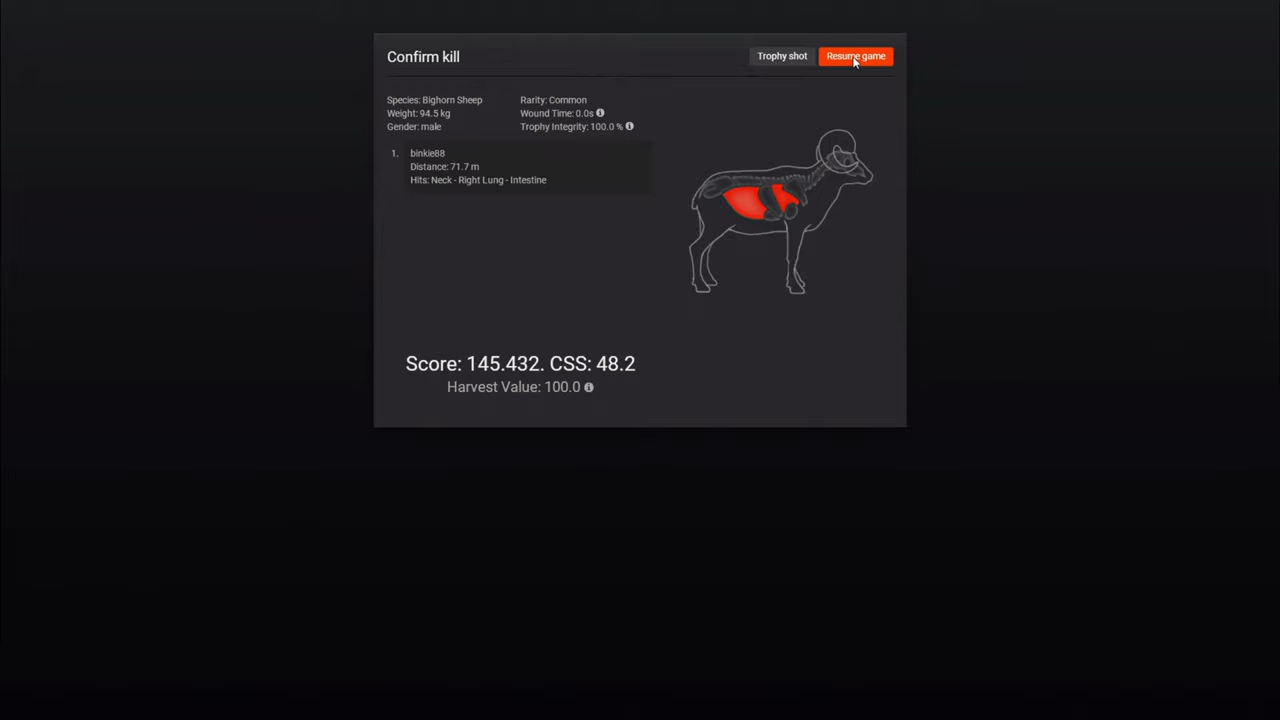 Confirm kill
Trophy shot
Resume game
Species: Bighorn Sheep
Rarity: Common
Weight: 94.5 kg
Wound Time: 0.0s
Gender: male
Trophy Integrity: 100.0 %
1. binkie88
Distance: 71.7 m
Hits: Neck - Right Lung - Intestine
Score: 145.432. CSS: 48.2
Harvest Value: 100.0